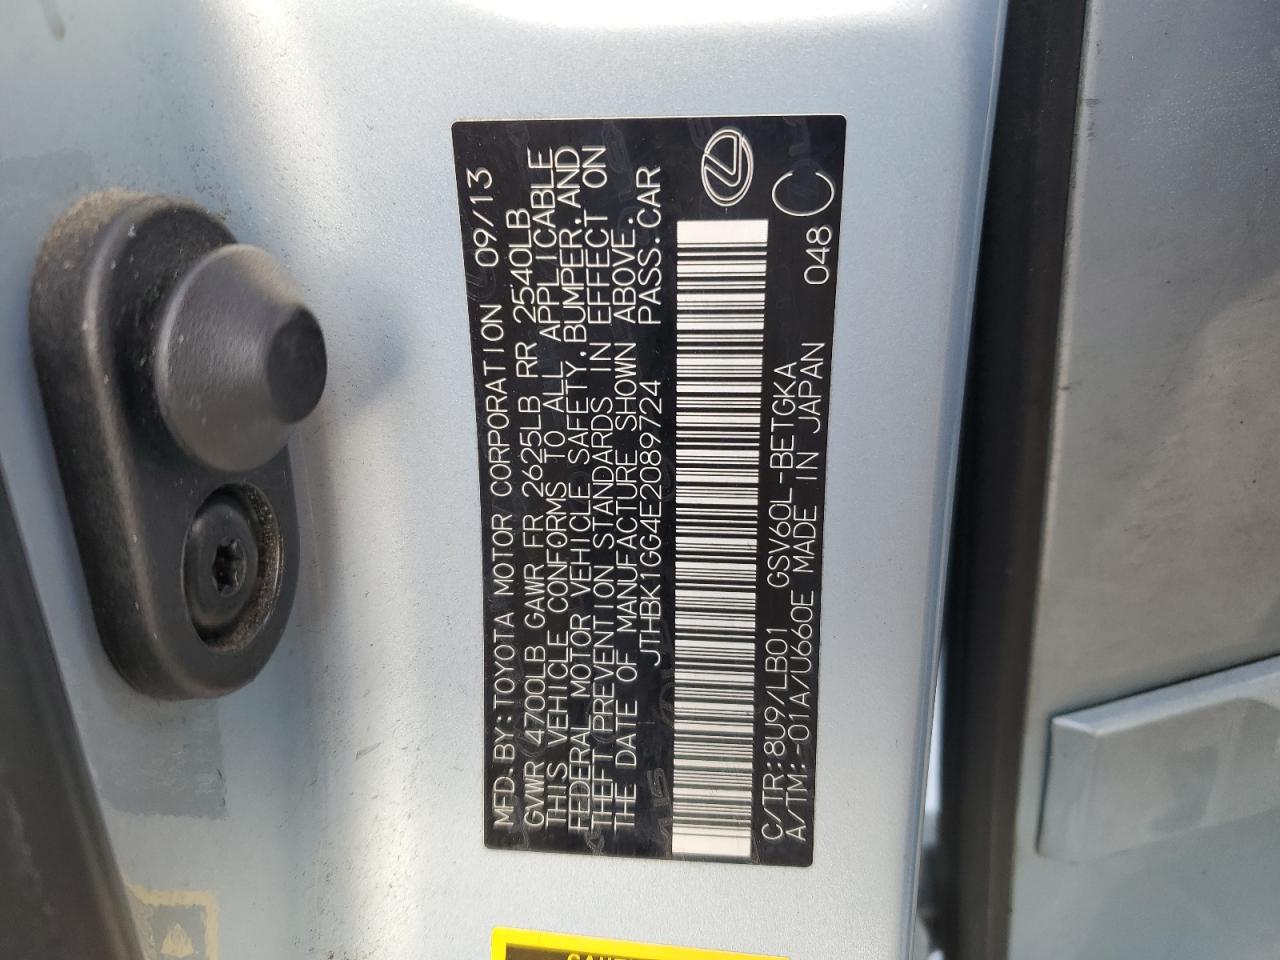 MFD.BY:TOYOTA MOTOR CORPORATION 09/13
GVWR 4700LB GAWR FR 2625LB RR 2540LB
THIS VEHICLE CONFORMS TO ALL APPLICABLE
FEDERAL MOTOR VEHICLE SAFETY,BUMPER,AND
THEFT PREVENTION STANDARDS IN EFFECT ON
THE DATE OF MANUFACTURE SHOWN ABOVE.
JTHBK1GG4E2089724 PASS.CAR
C/TR:8U9/LB01 GSV60L-BETGKA
A/TM:-01A/U660E MADE IN JAPAN 048 C